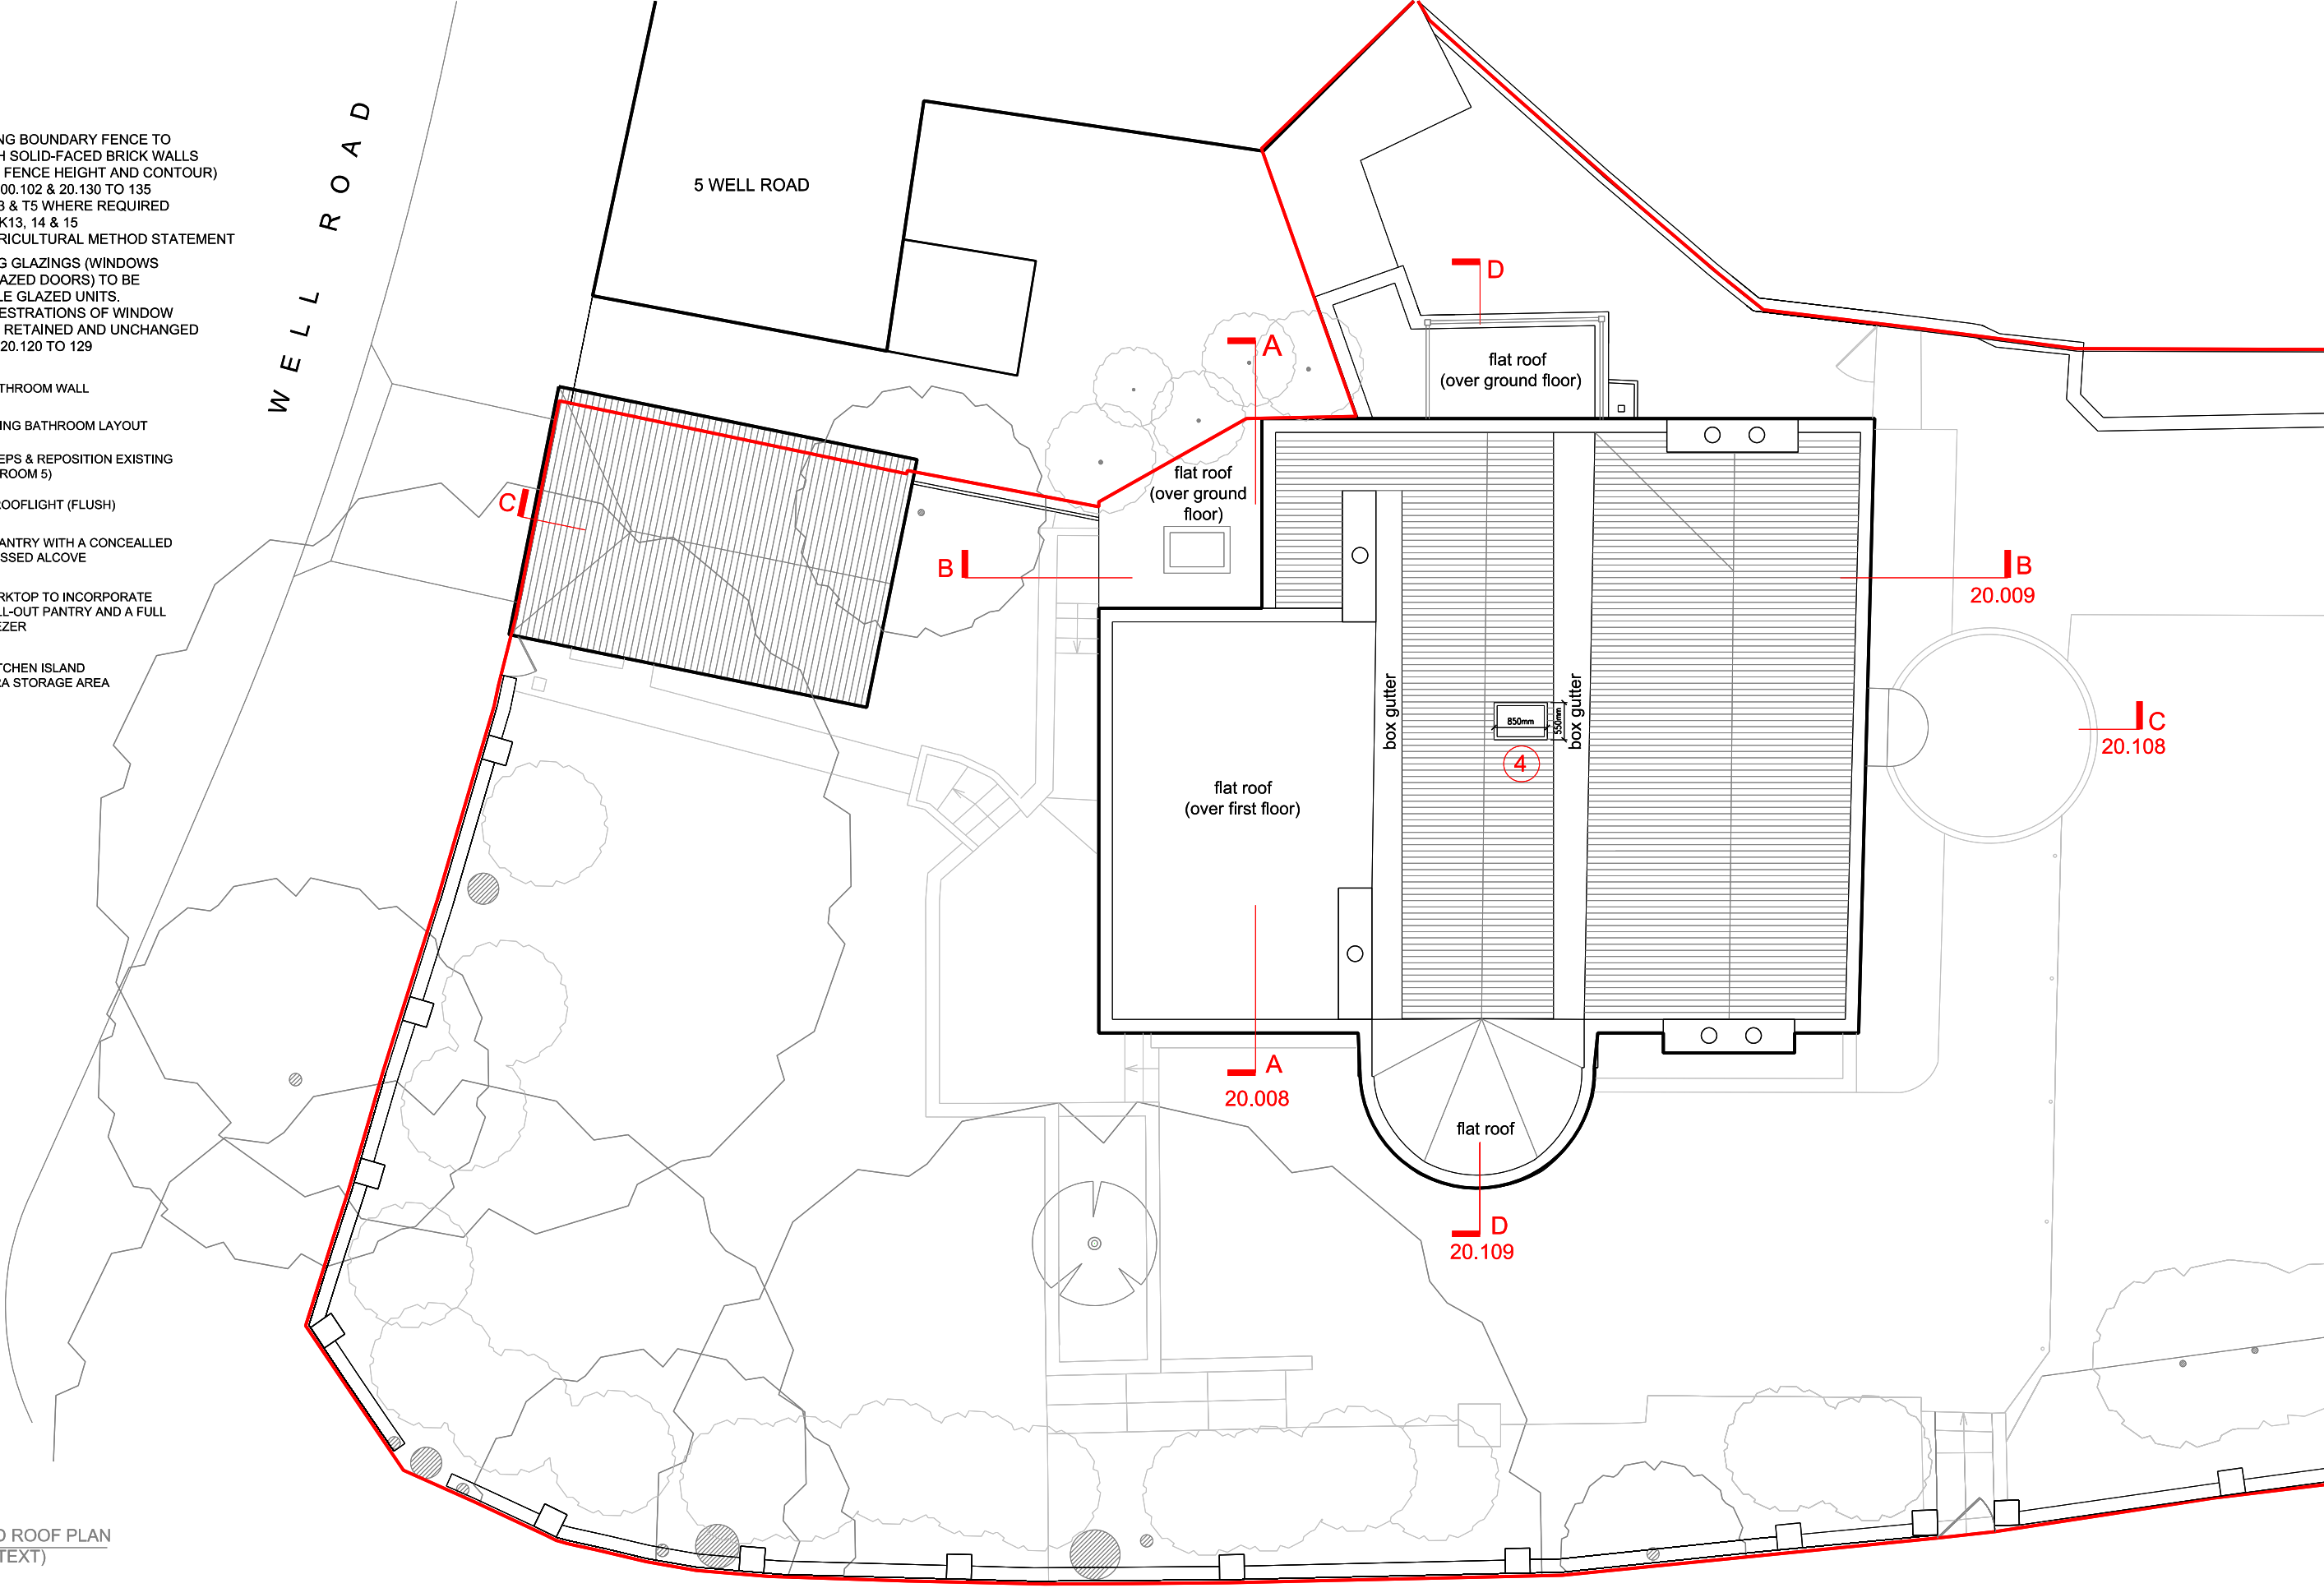 NG BOUNDARY FENCE TO
H SOLID-FACED BRICK WALLS
FENCE HEIGHT AND CONTOUR)
00.102 & 20.130 TO 135
3 & T5 WHERE REQUIRED
K13, 14 & 15
RICULTURAL METHOD STATEMENT
G GLAZINGS (WINDOWS
AZED DOORS) TO BE
LE GLAZED UNITS.
ESTRATIONS OF WINDOW
RETAINED AND UNCHANGED
20.120 TO 129
THROOM WALL
ING BATHROOM LAYOUT
EPS & REPOSITION EXISTING
ROOM 5)
ROOFLIGHT (FLUSH)
ANTRY WITH A CONCEALLED
SSED ALCOVE
RKTOP TO INCORPORATE
LL-OUT PANTRY AND A FULL
EZER
TCHEN ISLAND
RA STORAGE AREA
WELL ROAD
5 WELL ROAD
D
A
flat roof
(over ground floor)
flat roof
(over ground
floor)
C
B
B
20.009
box gutter
850mm
550mm
box gutter
4
C
20.108
flat roof
(over first floor)
A
20.008
flat roof
D
20.109
D ROOF PLAN
TEXT)